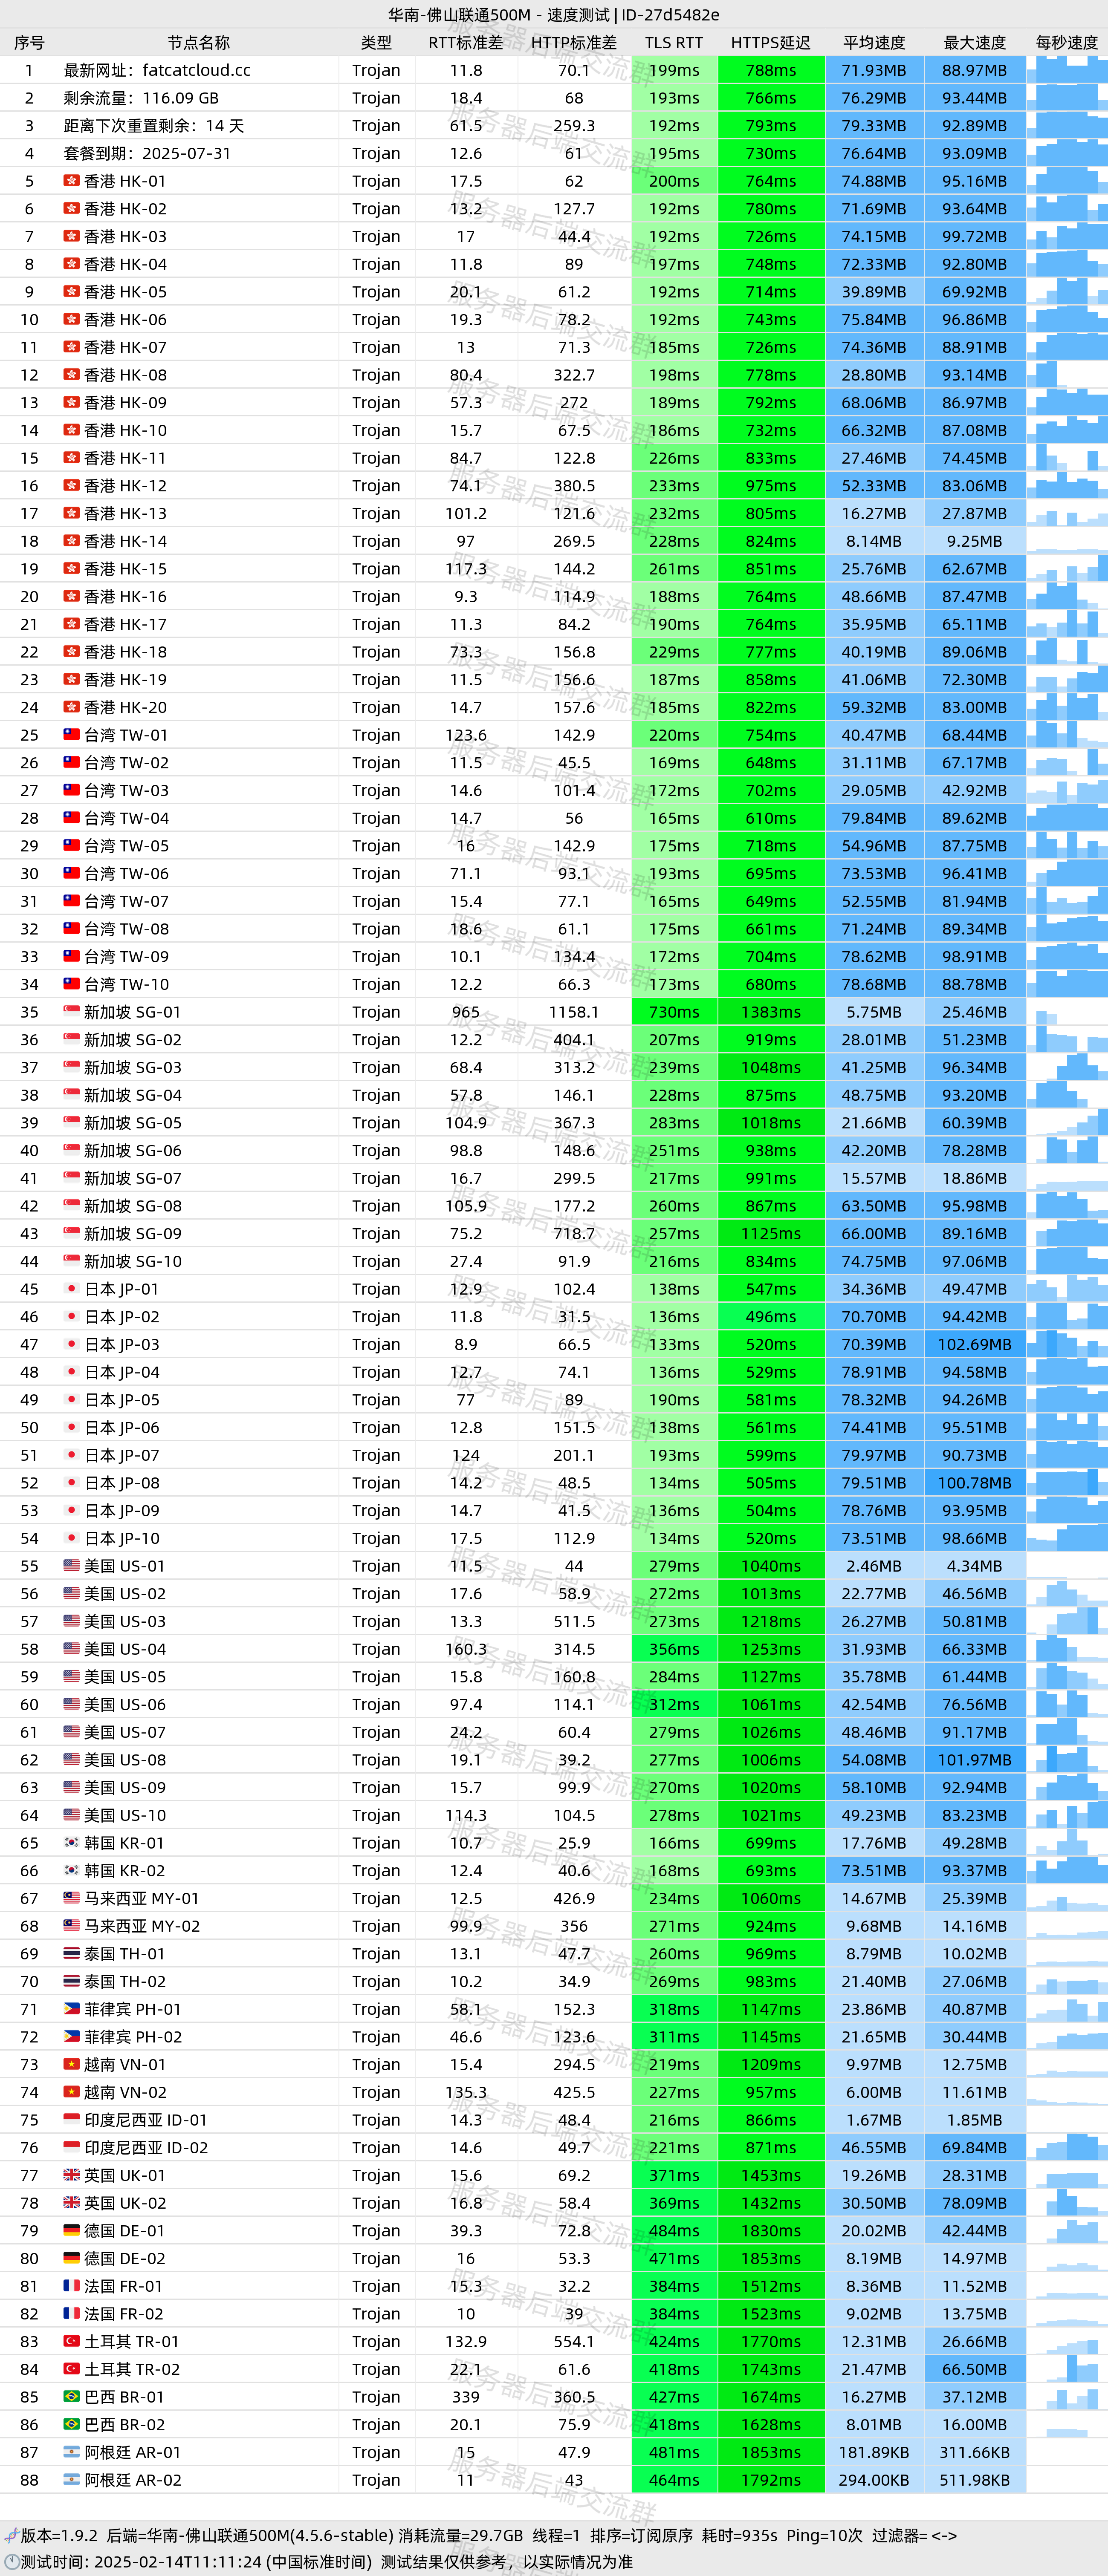 华南-佛山联通500M - 速度测试 | ID-27d5482e
序号 节点名称 类型 RTT标准差 HTTP标准差 TLS RTT HTTPS延迟 平均速度 最大速度 每秒速度
1 最新网址：fatcatcloud.cc Trojan 11.8 70.1 199ms 788ms 71.93MB 88.97MB
2 剩余流量：116.09 GB Trojan 18.4 68 193ms 766ms 76.29MB 93.44MB
3 距离下次重置剩余：14 天 Trojan 61.5 259.3 192ms 793ms 79.33MB 92.89MB
4 套餐到期：2025-07-31 Trojan 12.6 61 195ms 730ms 76.64MB 93.09MB
5 香港 HK-01 Trojan 17.5 62 200ms 764ms 74.88MB 95.16MB
6 香港 HK-02 Trojan 13.2 127.7 192ms 780ms 71.69MB 93.64MB
7 香港 HK-03 Trojan 17 44.4 192ms 726ms 74.15MB 99.72MB
8 香港 HK-04 Trojan 11.8 89 197ms 748ms 72.33MB 92.80MB
9 香港 HK-05 Trojan 20.1 61.2 192ms 714ms 39.89MB 69.92MB
10 香港 HK-06 Trojan 19.3 78.2 192ms 743ms 75.84MB 96.86MB
11 香港 HK-07 Trojan 13 71.3 185ms 726ms 74.36MB 88.91MB
12 香港 HK-08 Trojan 80.4 322.7 198ms 778ms 28.80MB 93.14MB
13 香港 HK-09 Trojan 57.3 272 189ms 792ms 68.06MB 86.97MB
14 香港 HK-10 Trojan 15.7 67.5 186ms 732ms 66.32MB 87.08MB
15 香港 HK-11 Trojan 84.7 122.8 226ms 833ms 27.46MB 74.45MB
16 香港 HK-12 Trojan 74.1 380.5 233ms 975ms 52.33MB 83.06MB
17 香港 HK-13 Trojan 101.2 121.6 232ms 805ms 16.27MB 27.87MB
18 香港 HK-14 Trojan 97 269.5 228ms 824ms 8.14MB 9.25MB
19 香港 HK-15 Trojan 117.3 144.2 261ms 851ms 25.76MB 62.67MB
20 香港 HK-16 Trojan 9.3 114.9 188ms 764ms 48.66MB 87.47MB
21 香港 HK-17 Trojan 11.3 84.2 190ms 764ms 35.95MB 65.11MB
22 香港 HK-18 Trojan 73.3 156.8 229ms 777ms 40.19MB 89.06MB
23 香港 HK-19 Trojan 11.5 156.6 187ms 858ms 41.06MB 72.30MB
24 香港 HK-20 Trojan 14.7 157.6 185ms 822ms 59.32MB 83.00MB
25 台湾 TW-01 Trojan 123.6 142.9 220ms 754ms 40.47MB 68.44MB
26 台湾 TW-02 Trojan 11.5 45.5 169ms 648ms 31.11MB 67.17MB
27 台湾 TW-03 Trojan 14.6 101.4 172ms 702ms 29.05MB 42.92MB
28 台湾 TW-04 Trojan 14.7 56 165ms 610ms 79.84MB 89.62MB
29 台湾 TW-05 Trojan 16 142.9 175ms 718ms 54.96MB 87.75MB
30 台湾 TW-06 Trojan 71.1 93.1 193ms 695ms 73.53MB 96.41MB
31 台湾 TW-07 Trojan 15.4 77.1 165ms 649ms 52.55MB 81.94MB
32 台湾 TW-08 Trojan 18.6 61.1 175ms 661ms 71.24MB 89.34MB
33 台湾 TW-09 Trojan 10.1 134.4 172ms 704ms 78.62MB 98.91MB
34 台湾 TW-10 Trojan 12.2 66.3 173ms 680ms 78.68MB 88.78MB
35 新加坡 SG-01 Trojan 965 1158.1 730ms 1383ms 5.75MB 25.46MB
36 新加坡 SG-02 Trojan 12.2 404.1 207ms 919ms 28.01MB 51.23MB
37 新加坡 SG-03 Trojan 68.4 313.2 239ms 1048ms 41.25MB 96.34MB
38 新加坡 SG-04 Trojan 57.8 146.1 228ms 875ms 48.75MB 93.20MB
39 新加坡 SG-05 Trojan 104.9 367.3 283ms 1018ms 21.66MB 60.39MB
40 新加坡 SG-06 Trojan 98.8 148.6 251ms 938ms 42.20MB 78.28MB
41 新加坡 SG-07 Trojan 16.7 299.5 217ms 991ms 15.57MB 18.86MB
42 新加坡 SG-08 Trojan 105.9 177.2 260ms 867ms 63.50MB 95.98MB
43 新加坡 SG-09 Trojan 75.2 718.7 257ms 1125ms 66.00MB 89.16MB
44 新加坡 SG-10 Trojan 27.4 91.9 216ms 834ms 74.75MB 97.06MB
45 日本 JP-01 Trojan 12.9 102.4 138ms 547ms 34.36MB 49.47MB
46 日本 JP-02 Trojan 11.8 31.5 136ms 496ms 70.70MB 94.42MB
47 日本 JP-03 Trojan 8.9 66.5 133ms 520ms 70.39MB 102.69MB
48 日本 JP-04 Trojan 12.7 74.1 136ms 529ms 78.91MB 94.58MB
49 日本 JP-05 Trojan 77 89 190ms 581ms 78.32MB 94.26MB
50 日本 JP-06 Trojan 12.8 151.5 138ms 561ms 74.41MB 95.51MB
51 日本 JP-07 Trojan 124 201.1 193ms 599ms 79.97MB 90.73MB
52 日本 JP-08 Trojan 14.2 48.5 134ms 505ms 79.51MB 100.78MB
53 日本 JP-09 Trojan 14.7 41.5 136ms 504ms 78.76MB 93.95MB
54 日本 JP-10 Trojan 17.5 112.9 134ms 520ms 73.51MB 98.66MB
55 美国 US-01 Trojan 11.5 44 279ms 1040ms 2.46MB 4.34MB
56 美国 US-02 Trojan 17.6 58.9 272ms 1013ms 22.77MB 46.56MB
57 美国 US-03 Trojan 13.3 511.5 273ms 1218ms 26.27MB 50.81MB
58 美国 US-04 Trojan 160.3 314.5 356ms 1253ms 31.93MB 66.33MB
59 美国 US-05 Trojan 15.8 160.8 284ms 1127ms 35.78MB 61.44MB
60 美国 US-06 Trojan 97.4 114.1 312ms 1061ms 42.54MB 76.56MB
61 美国 US-07 Trojan 24.2 60.4 279ms 1026ms 48.46MB 91.17MB
62 美国 US-08 Trojan 19.1 39.2 277ms 1006ms 54.08MB 101.97MB
63 美国 US-09 Trojan 15.7 99.9 270ms 1020ms 58.10MB 92.94MB
64 美国 US-10 Trojan 114.3 104.5 278ms 1021ms 49.23MB 83.23MB
65 韩国 KR-01 Trojan 10.7 25.9 166ms 699ms 17.76MB 49.28MB
66 韩国 KR-02 Trojan 12.4 40.6 168ms 693ms 73.51MB 93.37MB
67 马来西亚 MY-01 Trojan 12.5 426.9 234ms 1060ms 14.67MB 25.39MB
68 马来西亚 MY-02 Trojan 99.9 356 271ms 924ms 9.68MB 14.16MB
69 泰国 TH-01 Trojan 13.1 47.7 260ms 969ms 8.79MB 10.02MB
70 泰国 TH-02 Trojan 10.2 34.9 269ms 983ms 21.40MB 27.06MB
71 菲律宾 PH-01 Trojan 58.1 152.3 318ms 1147ms 23.86MB 40.87MB
72 菲律宾 PH-02 Trojan 46.6 123.6 311ms 1145ms 21.65MB 30.44MB
73 越南 VN-01 Trojan 15.4 294.5 219ms 1209ms 9.97MB 12.75MB
74 越南 VN-02 Trojan 135.3 425.5 227ms 957ms 6.00MB 11.61MB
75 印度尼西亚 ID-01 Trojan 14.3 48.4 216ms 866ms 1.67MB 1.85MB
76 印度尼西亚 ID-02 Trojan 14.6 49.7 221ms 871ms 46.55MB 69.84MB
77 英国 UK-01 Trojan 15.6 69.2 371ms 1453ms 19.26MB 28.31MB
78 英国 UK-02 Trojan 16.8 58.4 369ms 1432ms 30.50MB 78.09MB
79 德国 DE-01 Trojan 39.3 72.8 484ms 1830ms 20.02MB 42.44MB
80 德国 DE-02 Trojan 16 53.3 471ms 1853ms 8.19MB 14.97MB
81 法国 FR-01 Trojan 15.3 32.2 384ms 1512ms 8.36MB 11.52MB
82 法国 FR-02 Trojan 10 39 384ms 1523ms 9.02MB 13.75MB
83 土耳其 TR-01 Trojan 132.9 554.1 424ms 1770ms 12.31MB 26.66MB
84 土耳其 TR-02 Trojan 22.1 61.6 418ms 1743ms 21.47MB 66.50MB
85 巴西 BR-01 Trojan 339 360.5 427ms 1674ms 16.27MB 37.12MB
86 巴西 BR-02 Trojan 20.1 75.9 418ms 1628ms 8.01MB 16.00MB
87 阿根廷 AR-01 Trojan 15 47.9 481ms 1853ms 181.89KB 311.66KB
88 阿根廷 AR-02 Trojan 11 43 464ms 1792ms 294.00KB 511.98KB
版本=1.9.2 后端=华南-佛山联通500M(4.5.6-stable) 消耗流量=29.7GB 线程=1 排序=订阅原序 耗时=935s Ping=10次 过滤器= <->
测试时间: 2025-02-14T11:11:24 (中国标准时间) 测试结果仅供参考，以实际情况为准
服务器后端交流群